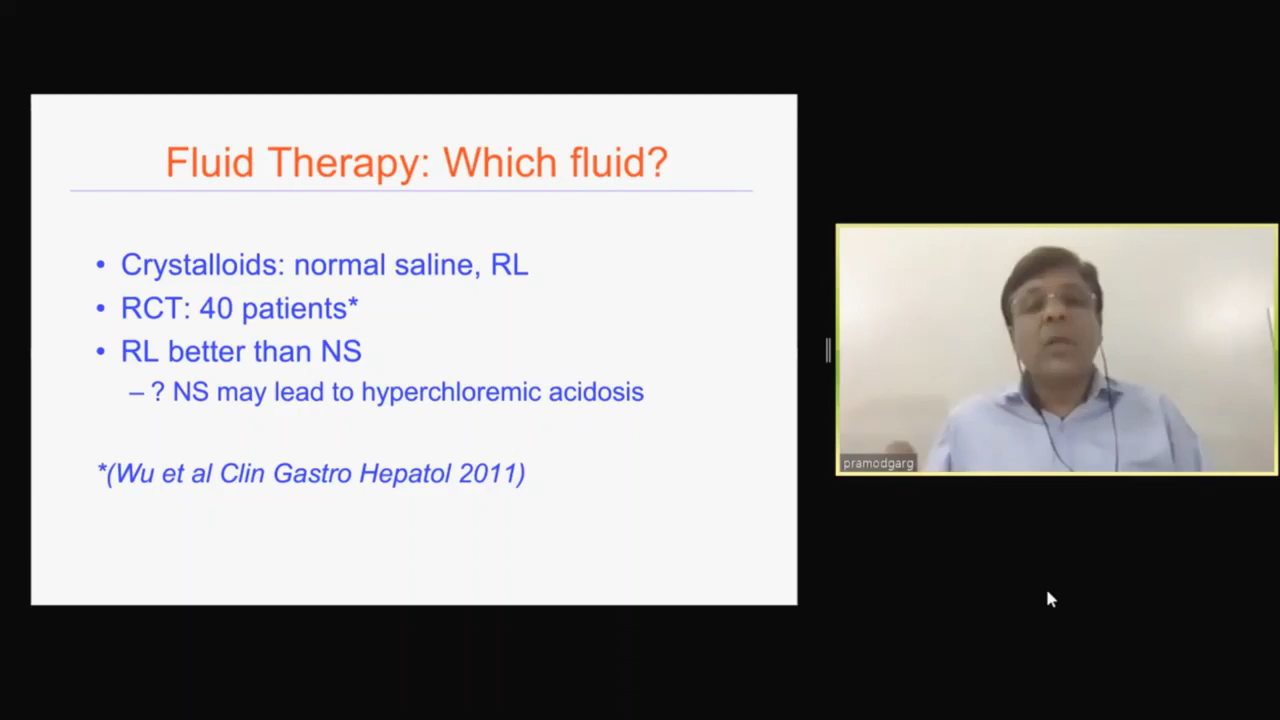 Fluid Therapy: Which fluid?
• Crystalloids: normal saline, RL
• RCT: 40 patients*
• RL better than NS
– ? NS may lead to hyperchloremic acidosis
*(Wu et al Clin Gastro Hepatol 2011)
pramodgarg